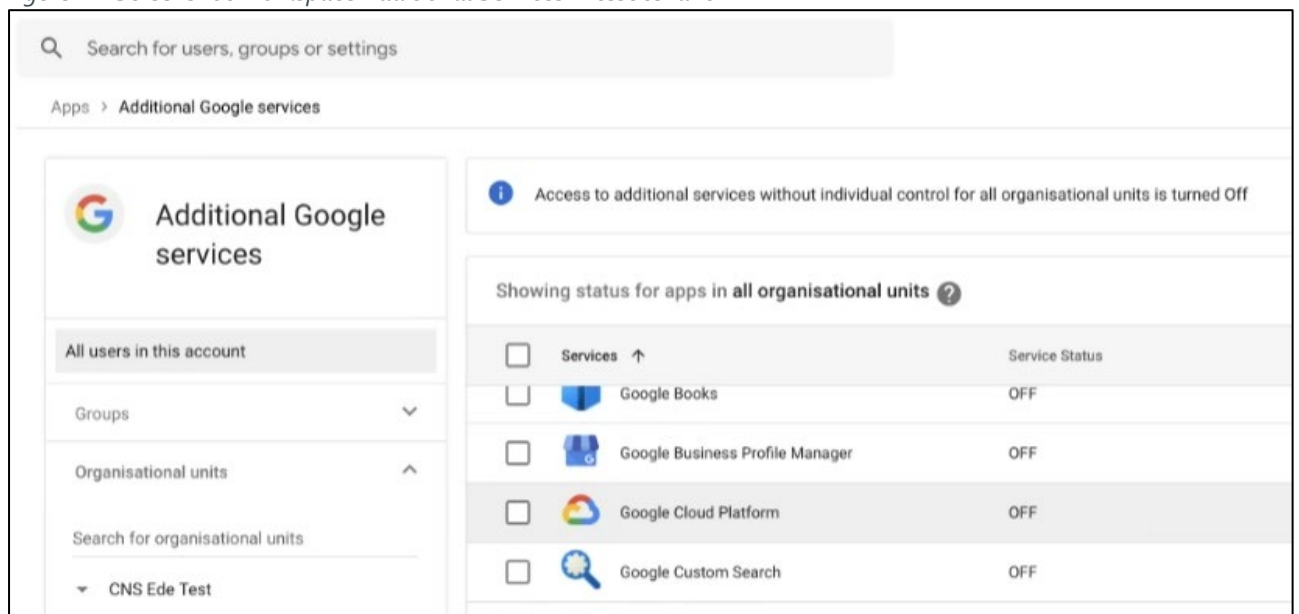 Search for users, groups or settings
Apps > Additional Google services
Additional Google
services
All users in this account
Groups
Organisational units
Search for organisational units
CNS Ede Test
Access to additional services without individual control for all organisational units is turned Off
Showing status for apps in all organisational units ?
Services ↑ Service Status
Google Books OFF
Google Business Profile Manager OFF
Google Cloud Platform OFF
Google Custom Search OFF